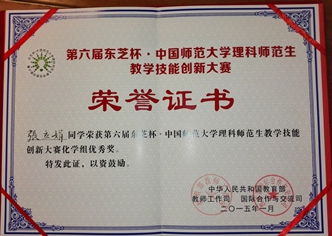 第六届东芝杯·中国师范大学理科师范生
教学技能创新大赛
荣誉证书
张 同学荣获第六届东芝杯·中国师范大学理科师范生教学技能
创新大赛化学组优秀奖。
特发此证，以资鼓励。
中华人民共和国教育部
教师工作司 国际合作与交流司
二〇一五年一月